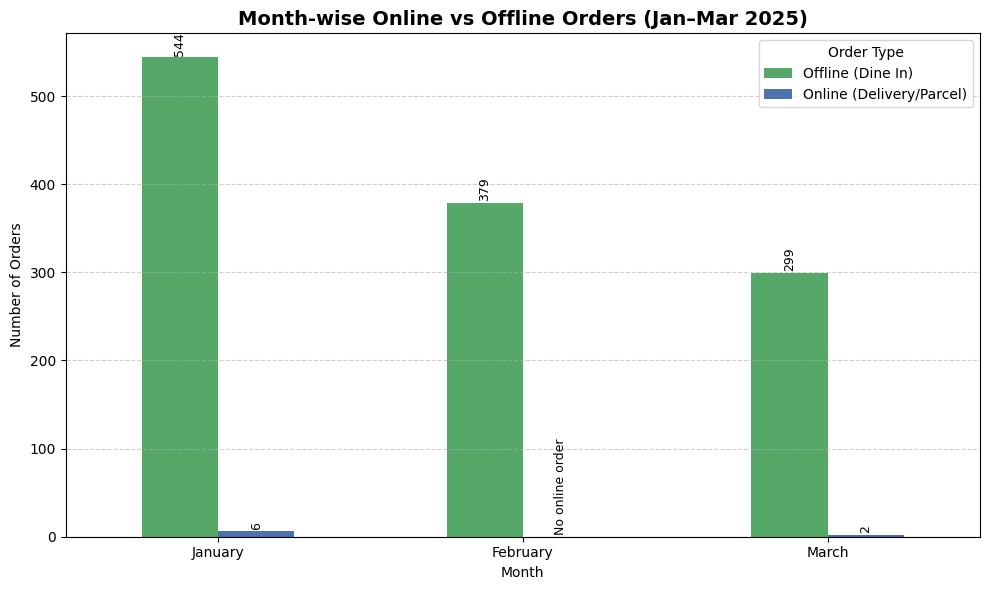 Month-wise Online vs Offline Orders (Jan–Mar 2025)
Order Type
Offline (Dine In)
Online (Delivery/Parcel)
Number of Orders
500
400
300
200
100
0
544
6
379
No online order
299
2
January
February
March
Month